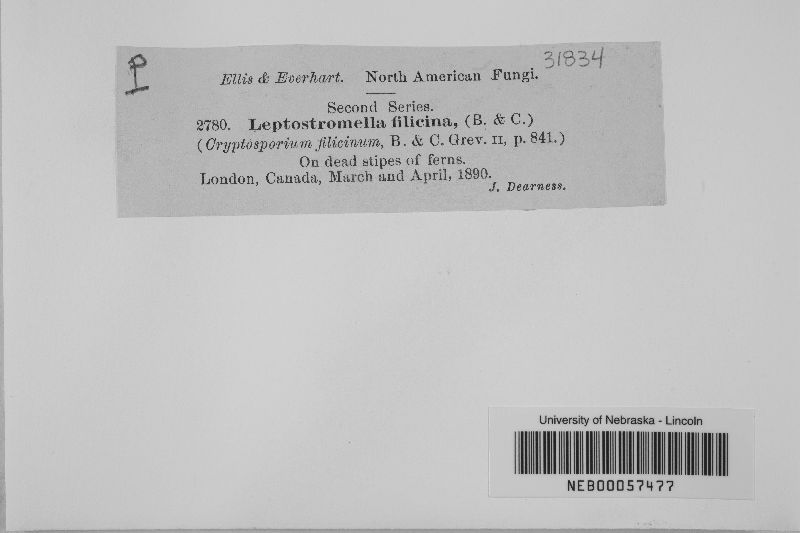 P
31834
Ellis & Everhart. North American Fungi.
Second Series.
2780. Leptostromella filicina, (B. & C.)
(Cryptosporium filicinum, B. & C. Grev. II, p. 841.)
On dead stipes of ferns.
London, Canada, March and April, 1890.
J. Dearness.
University of Nebraska - Lincoln
NEB00057477